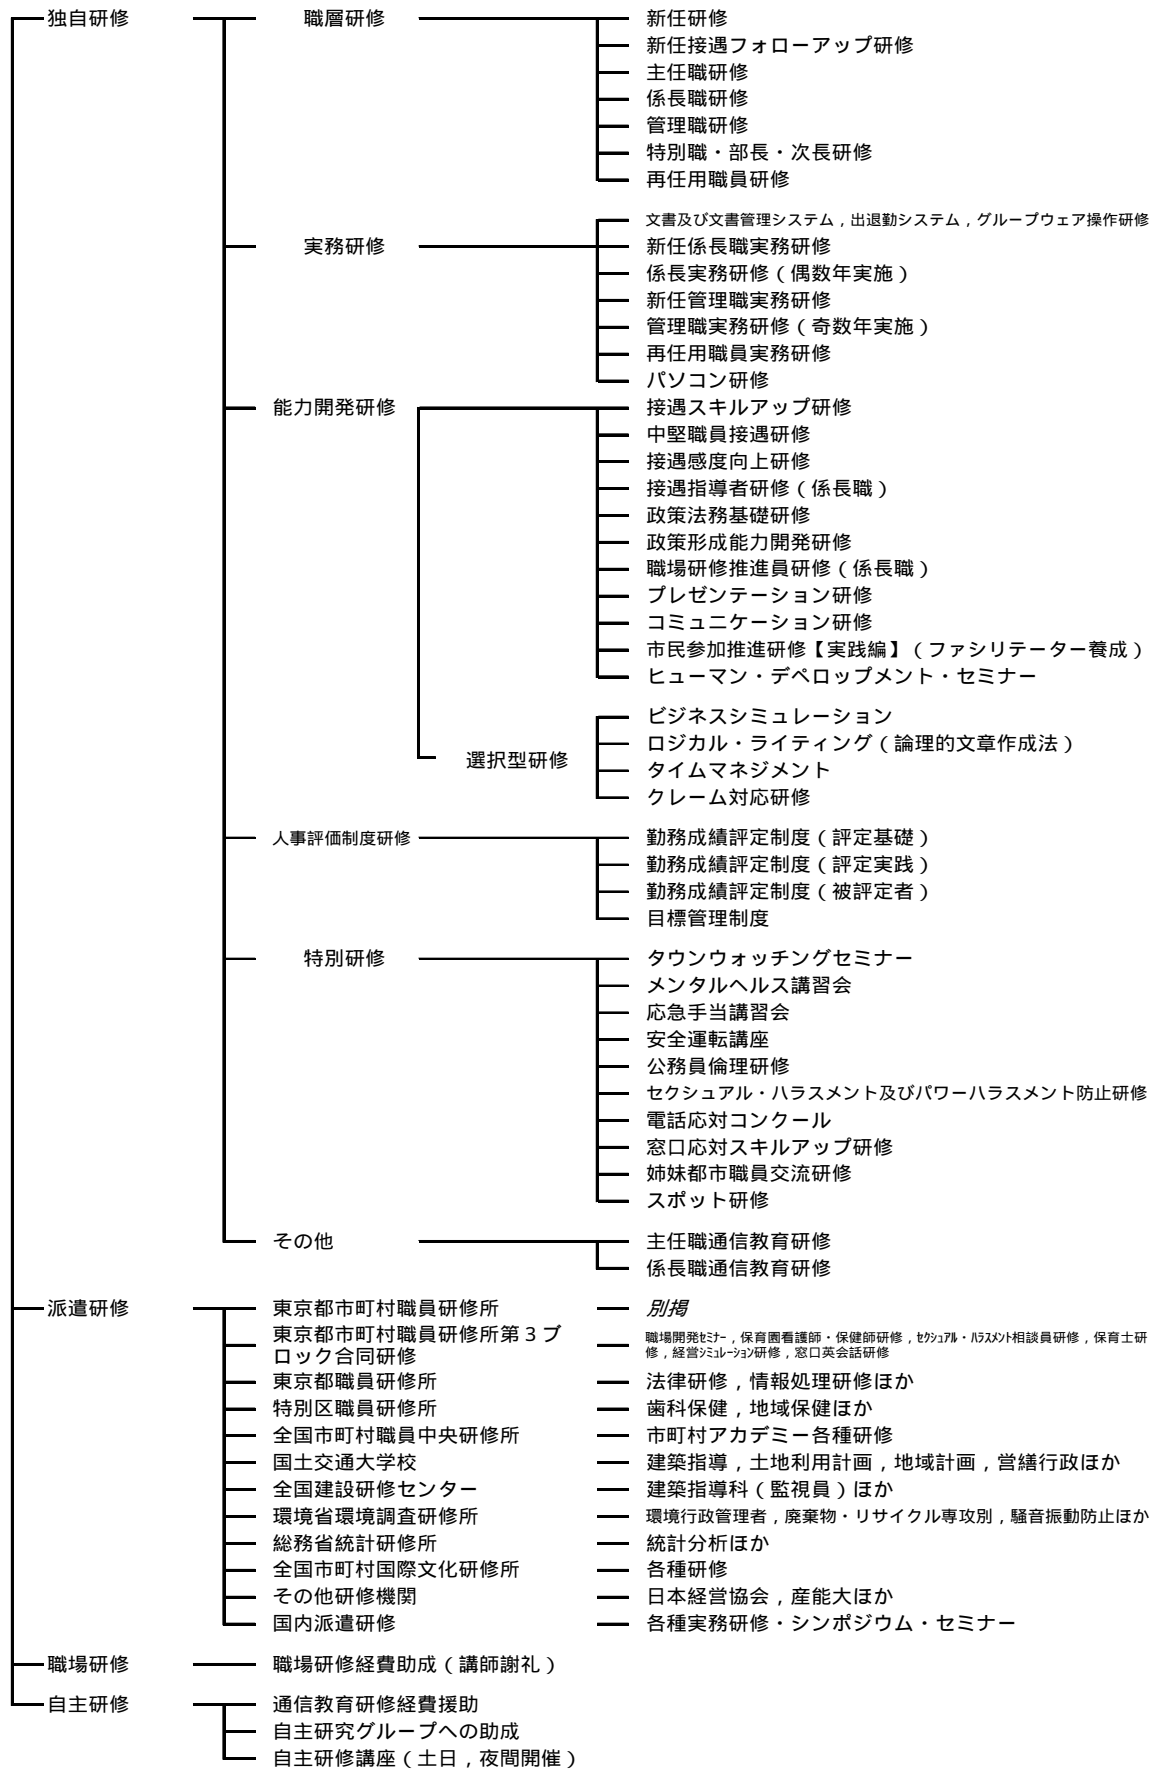 独自研修 職層研修 新任研修
新任接遇フォローアップ研修
主任職研修
係長職研修
管理職研修
特別職・部長・次長研修
再任用職員研修
文書及び文書管理システム,出退勤システム,グループウェア操作研修
実務研修 新任係長職実務研修
係長実務研修(偶数年実施)
新任管理職実務研修
管理職実務研修(奇数年実施)
再任用職員実務研修
パソコン研修
能力開発研修 接遇スキルアップ研修
中堅職員接遇研修
接遇感度向上研修
接遇指導者研修(係長職)
政策法務基礎研修
政策形成能力開発研修
職場研修推進員研修(係長職)
プレゼンテーション研修
コミュニケーション研修
市民参加推進研修【実践編】(ファシリテーター養成)
ヒューマン・デベロップメント・セミナー
ビジネスシミュレーション
ロジカル・ライティング(論理的文章作成法)
選択型研修
タイムマネジメント
クレーム対応研修
人事評価制度研修 勤務成績評定制度(評定基礎)
勤務成績評定制度(評定実践)
勤務成績評定制度(被評定者)
目標管理制度
特別研修 タウンウォッチングセミナー
メンタルヘルス講習会
応急手当講習会
安全運転講座
公務員倫理研修
セクシュアル・ハラスメント及びパワーハラスメント防止研修
電話応対コンクール
窓口応対スキルアップ研修
姉妹都市職員交流研修
スポット研修
その他 主任職通信教育研修
係長職通信教育研修
派遣研修 東京都市町村職員研修所 別掲
東京都市町村職員研修所第3ブ
ロック合同研修
職場開発セミナー,保育園看護師・保健師研修,セクシュアル・ハラスメント相談員研修,保育士研
修,経営シミュレーション研修,窓口英会話研修
東京都職員研修所 法律研修,情報処理研修ほか
特別区職員研修所 歯科保健,地域保健ほか
全国市町村職員中央研修所 市町村アカデミー各種研修
国土交通大学校 建築指導,土地利用計画,地域計画,営繕行政ほか
全国建設研修センター 建築指導科(監視員)ほか
環境省環境調査研修所 環境行政管理者,廃棄物・リサイクル専攻別,騒音振動防止ほか
総務省統計研修所 統計分析ほか
全国市町村国際文化研修所 各種研修
その他研修機関 日本経営協会,産能大ほか
国内派遣研修 各種実務研修・シンポジウム・セミナー
職場研修 職場研修経費助成(講師謝礼)
自主研修 通信教育研修経費援助
自主研究グループへの助成
自主研修講座(土日,夜間開催)